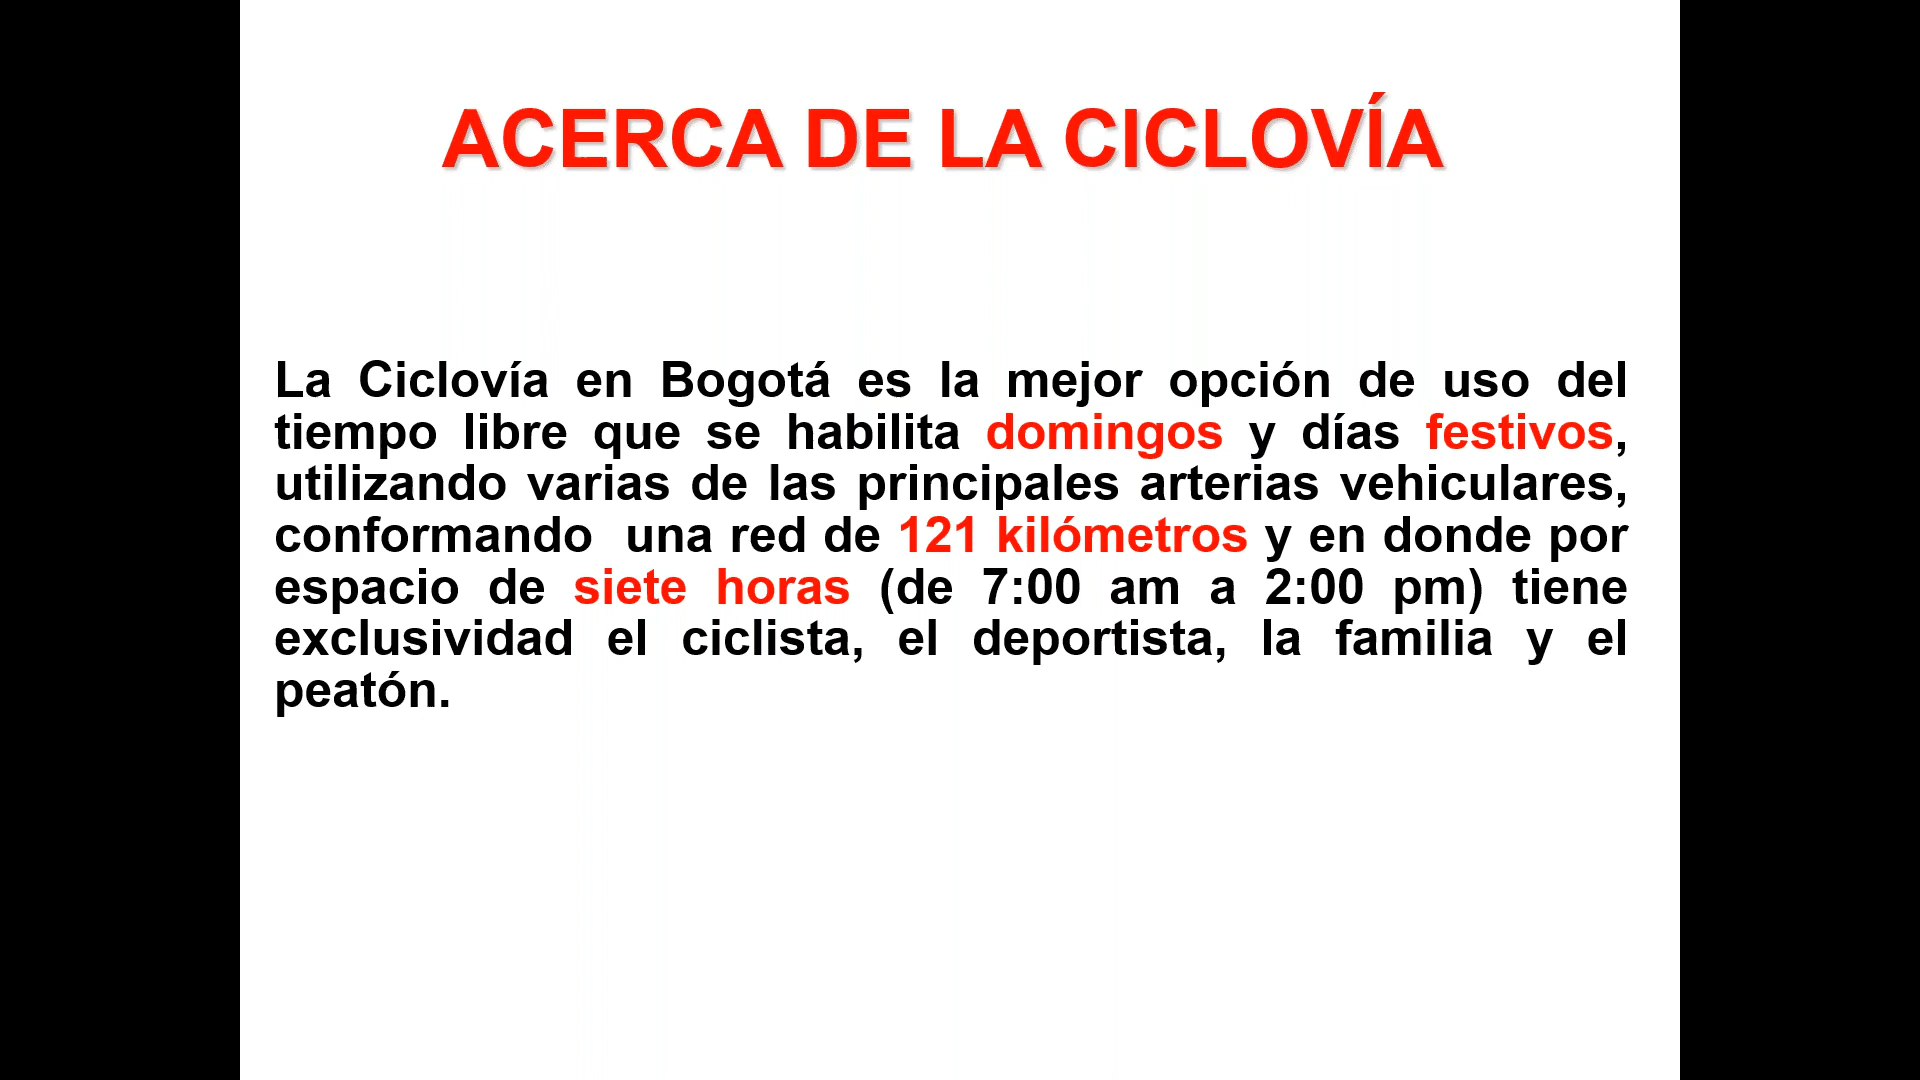 ACERCA DE LA CICLOVÍA
La Ciclovía en Bogotá es la mejor opción de uso del
tiempo libre que se habilita domingos y días festivos,
utilizando varias de las principales arterias vehiculares,
conformando  una red de 121 kilómetros y en donde por
espacio de siete horas (de 7:00 am a 2:00 pm) tiene
exclusividad el ciclista, el deportista, la familia y el
peatón.